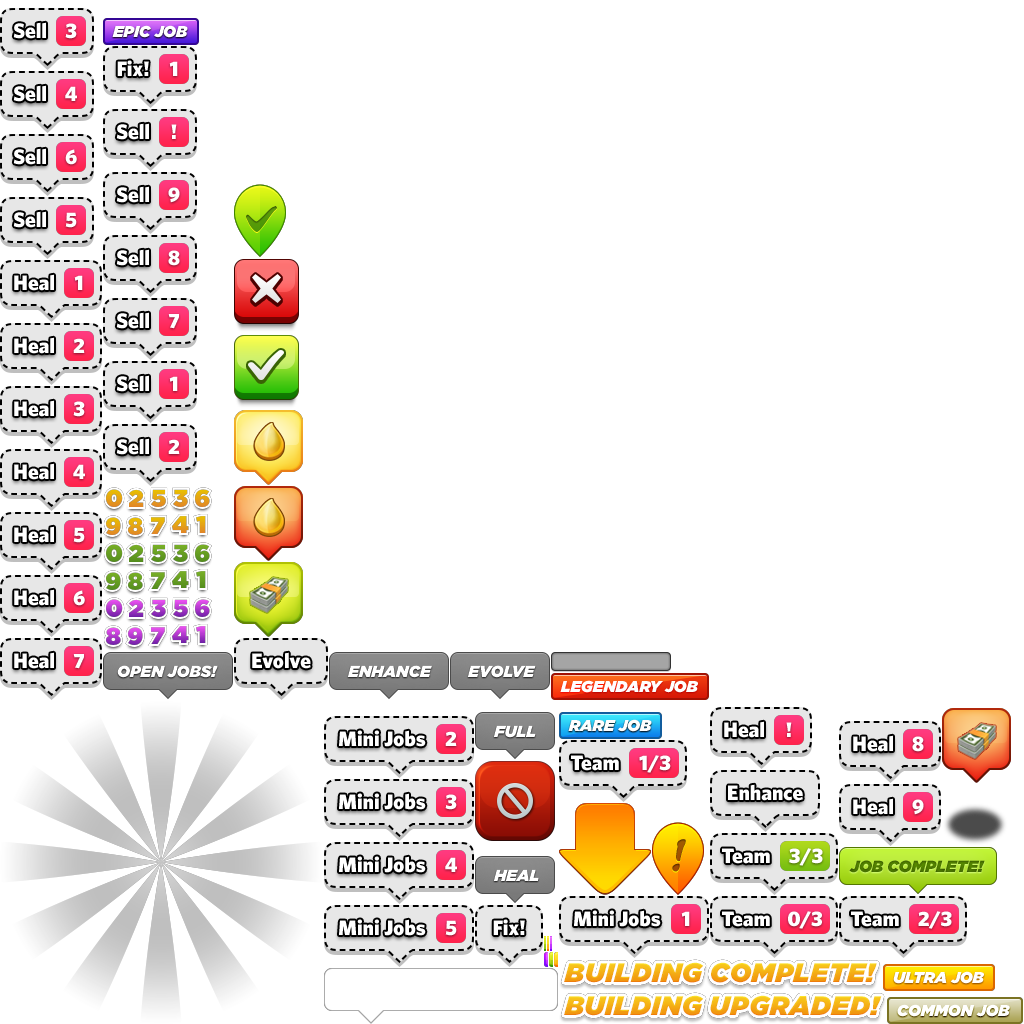 Sell 3
EPIC JOB
Fix! 1
Sell 4
Sell !
Sell 6
Sell 9
Sell 5
Sell 8
Heal 1
Sell 7
Heal 2
Sell 1
Heal 3
Sell 2
Heal 4
0 2 5 3 6
9 8 7 4 1
Heal 5
0 2 5 3 6
9 8 7 4 1
Heal 6
0 2 3 5 6
8 9 7 4 1
Heal 7
OPEN JOBS!
Evolve
ENHANCE
EVOLVE
LEGENDARY JOB
Mini Jobs 2
FULL
RARE JOB
Team 1/3
Heal !
Heal 8
Mini Jobs 3
Enhance
Heal 9
Mini Jobs 4
HEAL
!
Team 3/3
JOB COMPLETE!
Mini Jobs 5
Fix!
Mini Jobs 1
Team 0/3
Team 2/3
BUILDING COMPLETE!
ULTRA JOB
BUILDING UPGRADED!
COMMON JOB